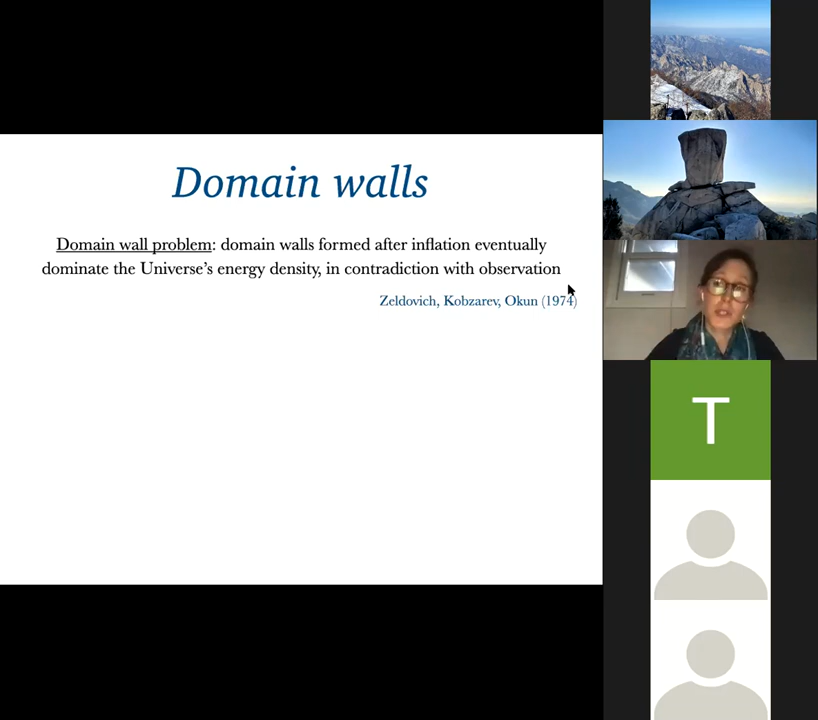 Domain walls
Domain wall problem: domain walls formed after inflation eventually
dominate the Universe's energy density, in contradiction with observation
Zeldovich, Kobzarev, Okun (1974)
T